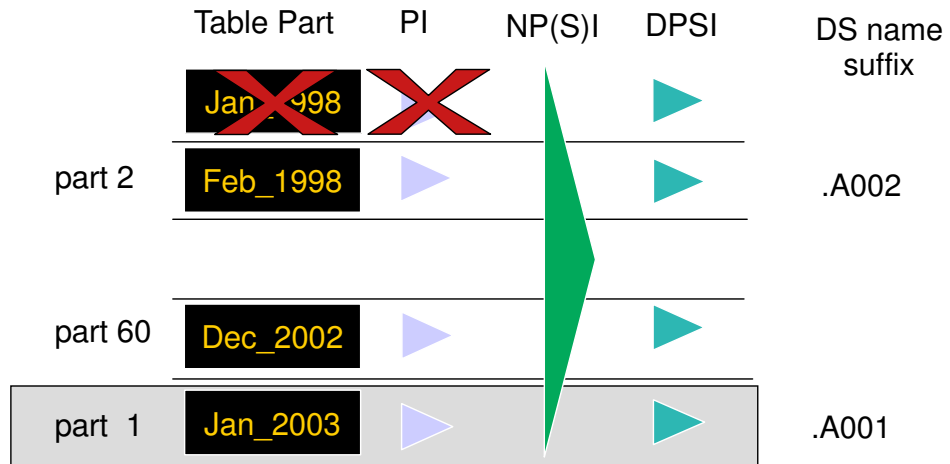 Table Part PI NP(S)I DPSI DS name
suffix
Jan_1998
part 2 Feb_1998 .A002
part 60 Dec_2002
part 1 Jan_2003 .A001